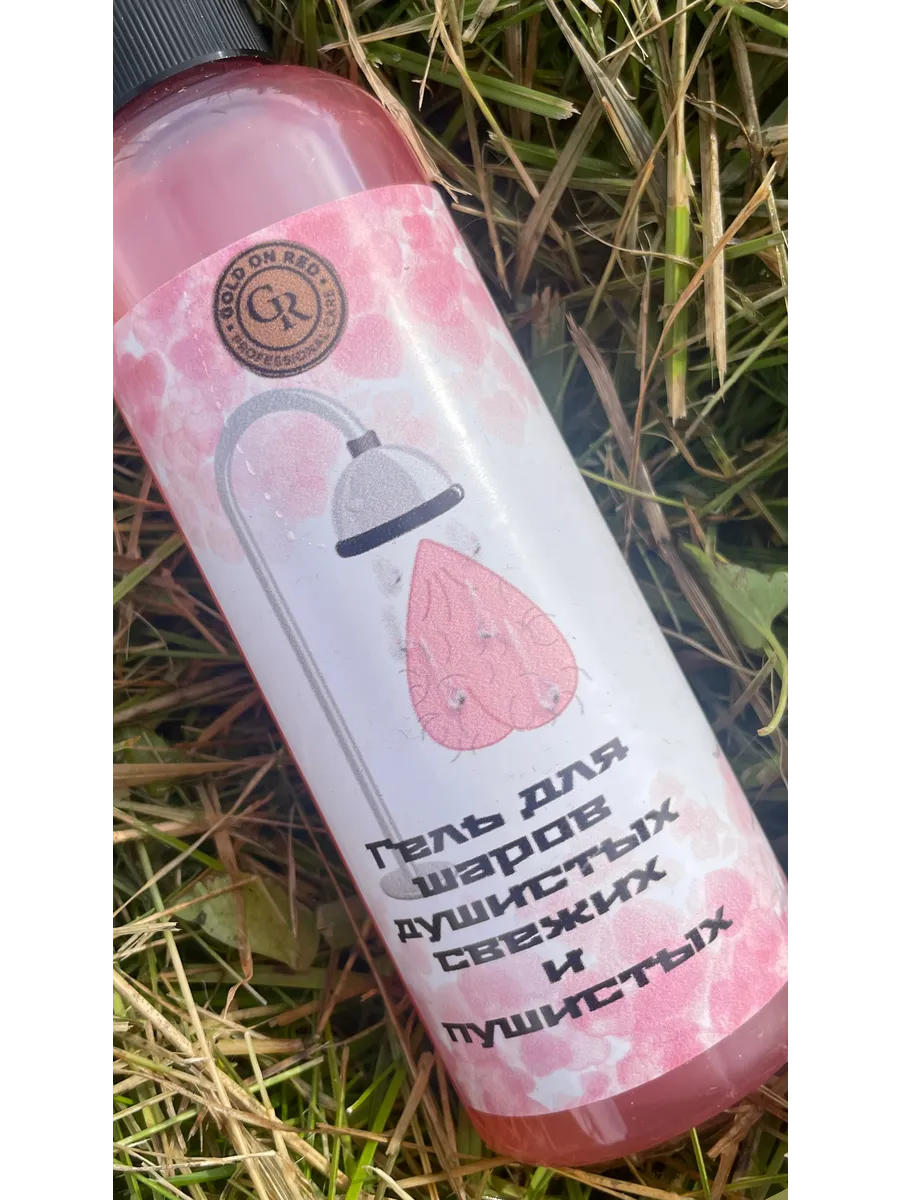 GOLD ON RED
GR
PROFESSIONAL CARE
Гель для
шаров
душистых
свежих
и
пушистых